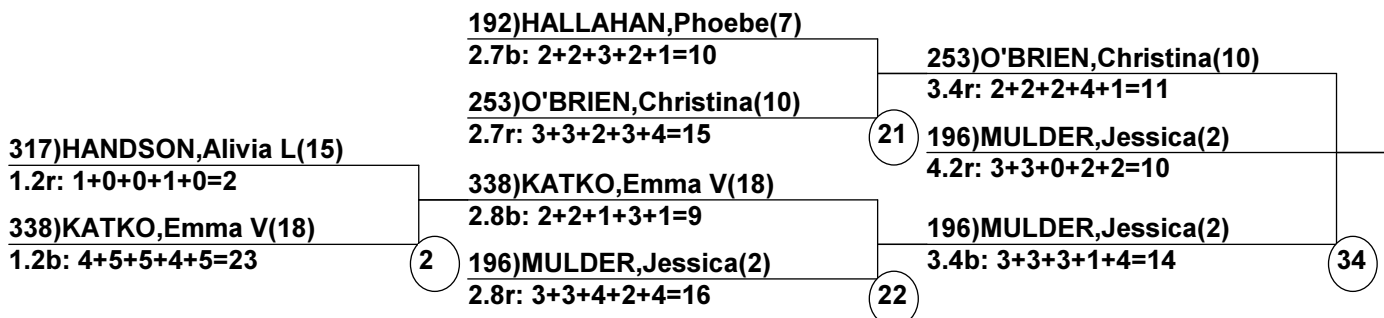 317)HANDSON,Alivia L(15)
1.2r: 1+0+0+1+0=2
338)KATKO,Emma V(18)
1.2b: 4+5+5+4+5=23
2
192)HALLAHAN,Phoebe(7)
2.7b: 2+2+3+2+1=10
253)O'BRIEN,Christina(10)
2.7r: 3+3+2+3+4=15
21
338)KATKO,Emma V(18)
2.8b: 2+2+1+3+1=9
196)MULDER,Jessica(2)
2.8r: 3+3+4+2+4=16
22
253)O'BRIEN,Christina(10)
3.4r: 2+2+2+4+1=11
196)MULDER,Jessica(2)
4.2r: 3+3+0+2+2=10
196)MULDER,Jessica(2)
3.4b: 3+3+3+1+4=14
34